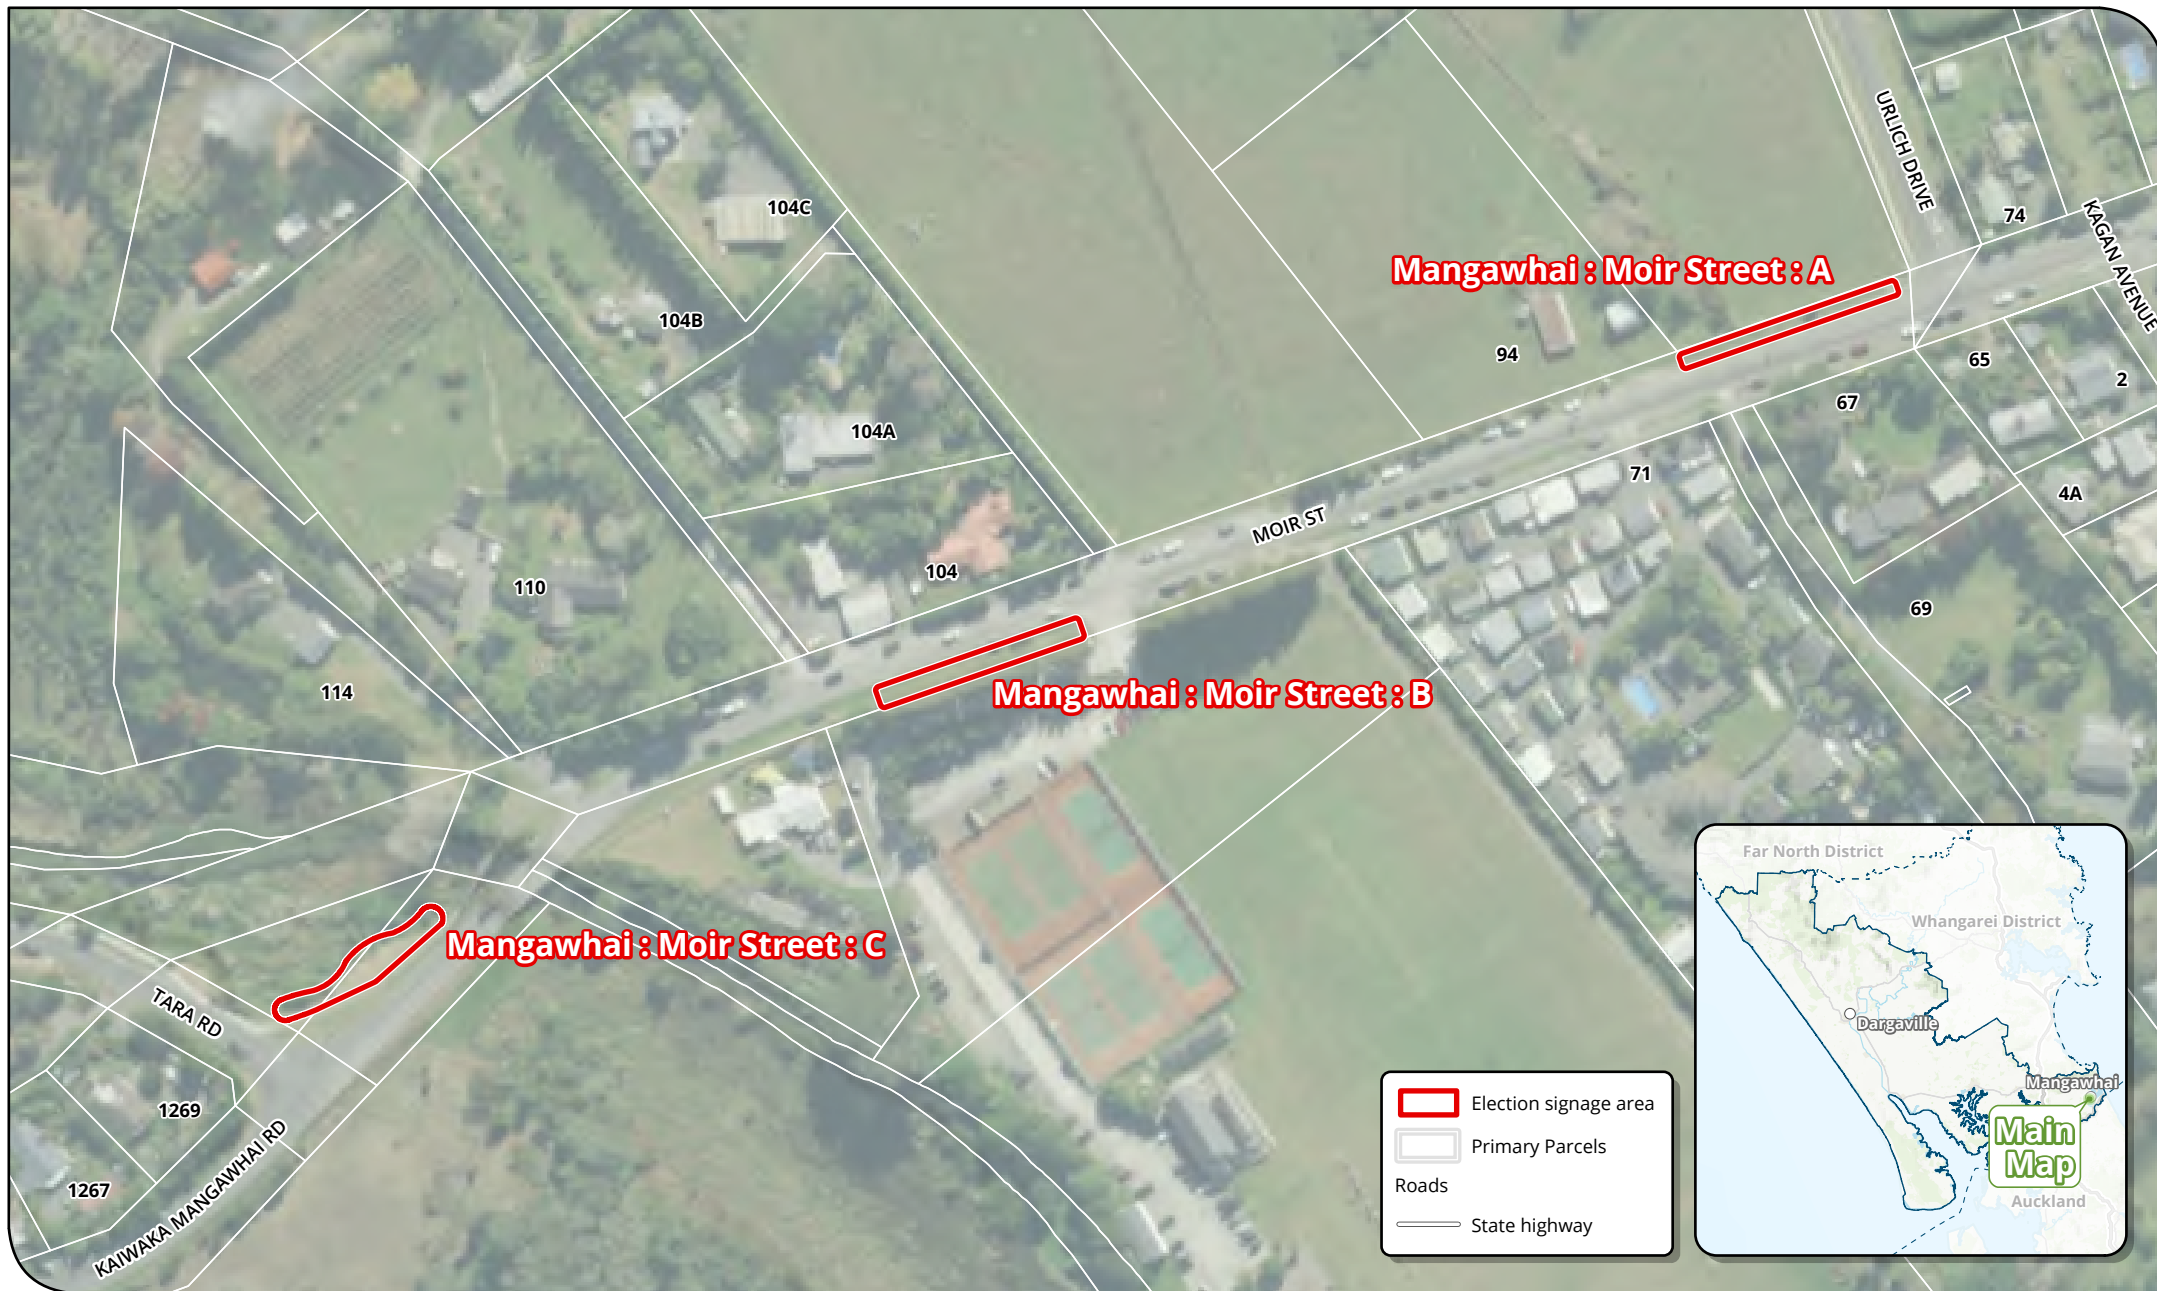 URLICH DRIVE
KAGAN AVENUE
74
104C
Mangawhai : Moir Street : A
104B
94
65
2
67
104A
71
4A
MOIR ST
104
110
69
Mangawhai : Moir Street : B
114
Mangawhai : Moir Street : C
TARA RD
1269
1267
KAIWAKA MANGAWHAI RD
Election signage area
Primary Parcels
Roads
State highway
Far North District
Whangarei District
Dargaville
Mangawhai
Main
Map
Auckland